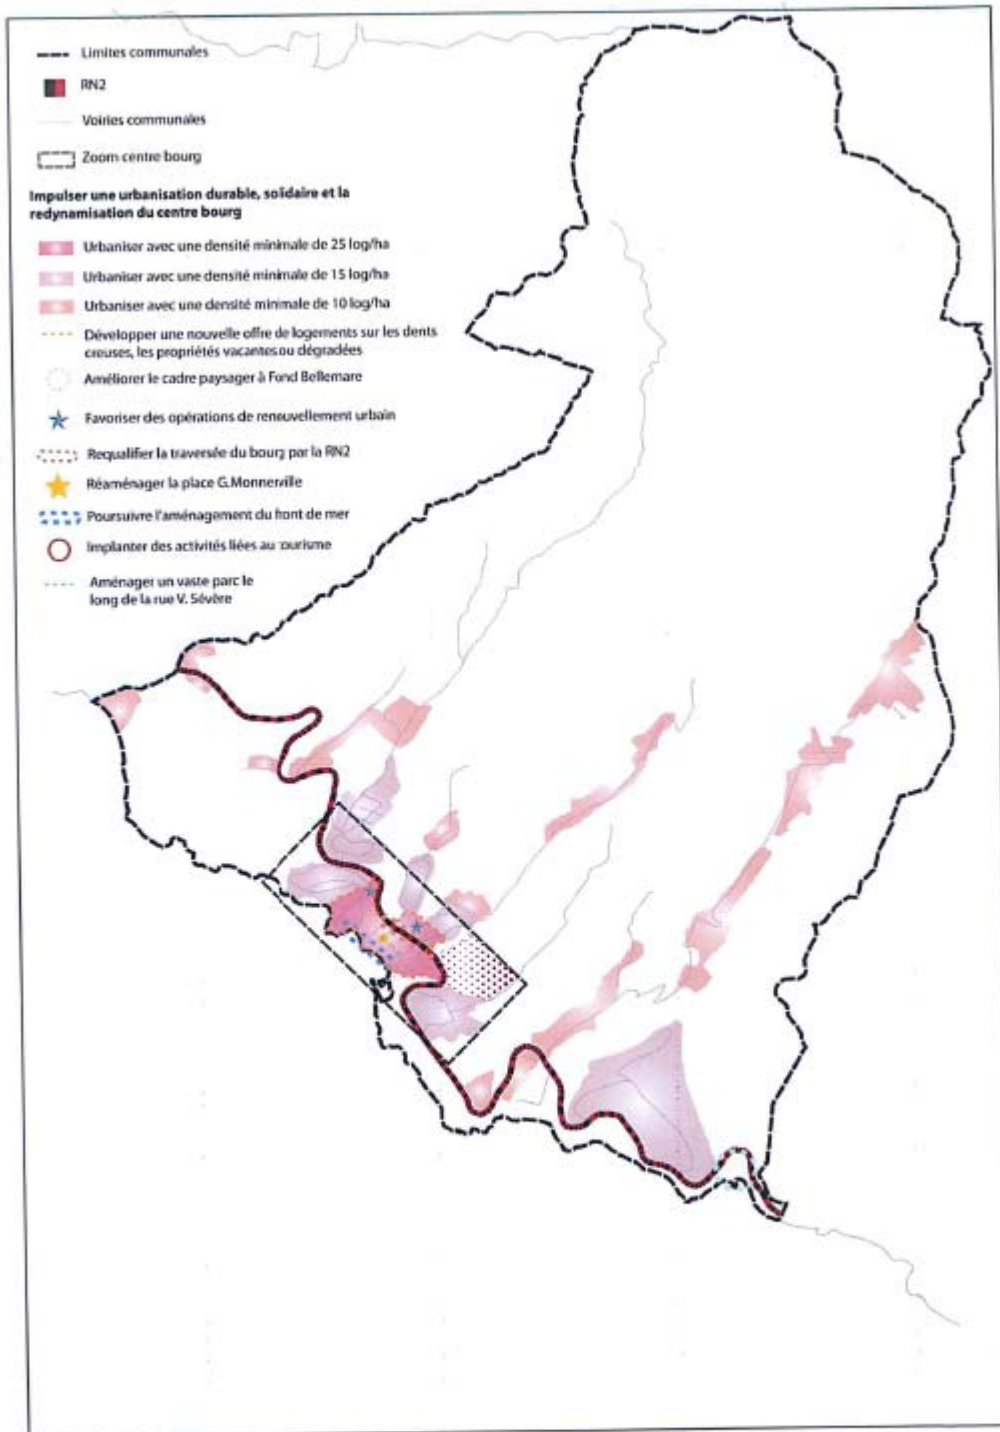 Limites communales
RN2
Voiries communales
Zoom centre bourg
Impulser une urbanisation durable, solidaire et la
redynamisation du centre bourg
Urbaniser avec une densité minimale de 25 log/ha
Urbaniser avec une densité minimale de 15 log/ha
Urbaniser avec une densité minimale de 10 log/ha
Développer une nouvelle offre de logements sur les dents
creuses, les propriétés vacantes ou dégradées
Améliorer le cadre paysager à Fond Bellemare
Favoriser des opérations de renouvellement urbain
Requalifier la traversée du bourg par la RN2
Réaménager la place G.Monnerville
Poursuivre l'aménagement du front de mer
Implanter des activités liées au tourisme
Aménager un vaste parc le
long de la rue V. Sévère